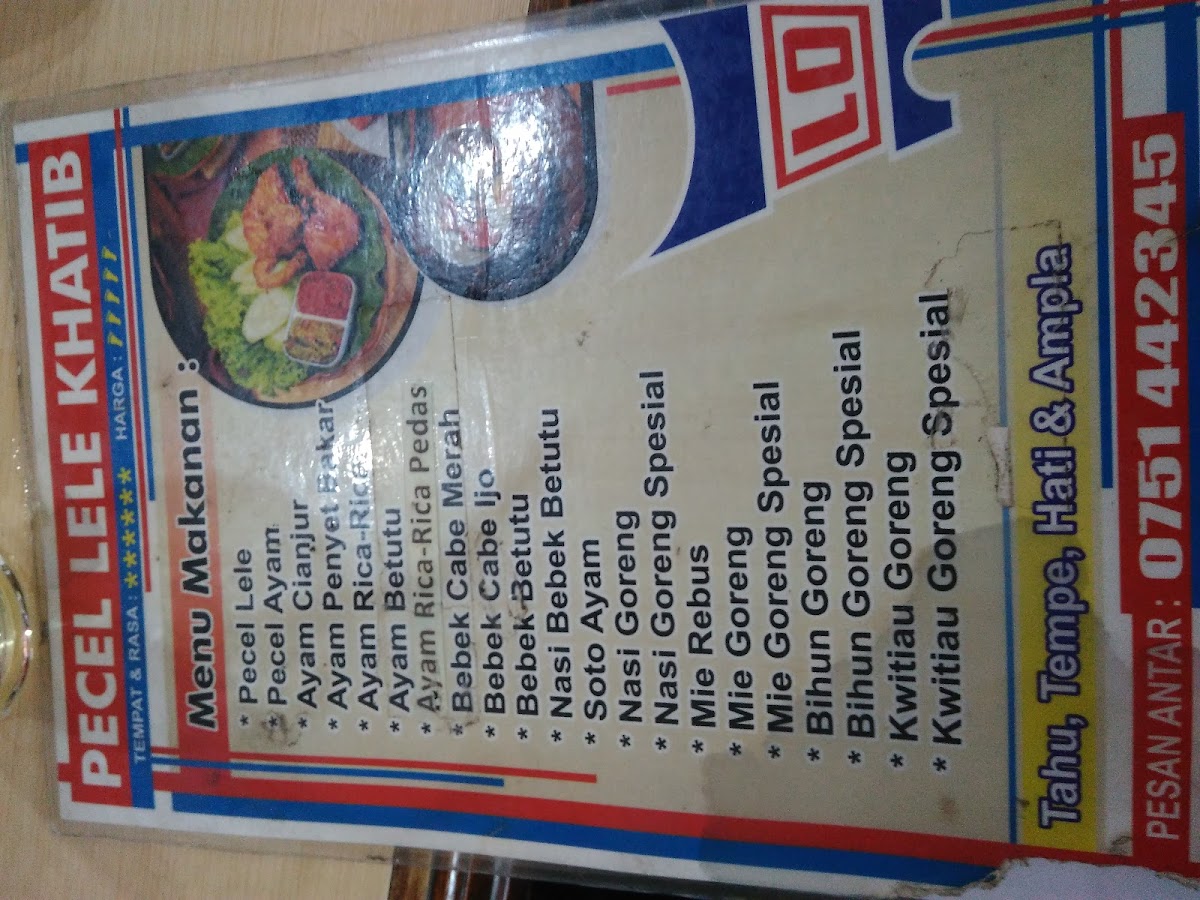 PECEL LELE KHATIB
TEMPAT & RASA : ****** HARGA :
Menu Makanan :
* Pecel Lele
* Pecel Ayam
* Ayam Cianjur
* Ayam Penyet Bakar
* Ayam Rica-Rica
* Ayam Betutu
* Ayam Rica-Rica Pedas
* Bebek Cabe Merah
* Bebek Cabe Ijo
* Bebek Betutu
* Nasi Bebek Betutu
* Soto Ayam
* Nasi Goreng
* Nasi Goreng Spesial
* Mie Rebus
* Mie Goreng
* Mie Goreng Spesial
* Bihun Goreng
* Bihun Goreng Spesial
* Kwitiau Goreng
* Kwitiau Goreng Spesial
LO
Tahu, Tempe, Hati & Ampla
PESAN ANTAR : 0751 442345